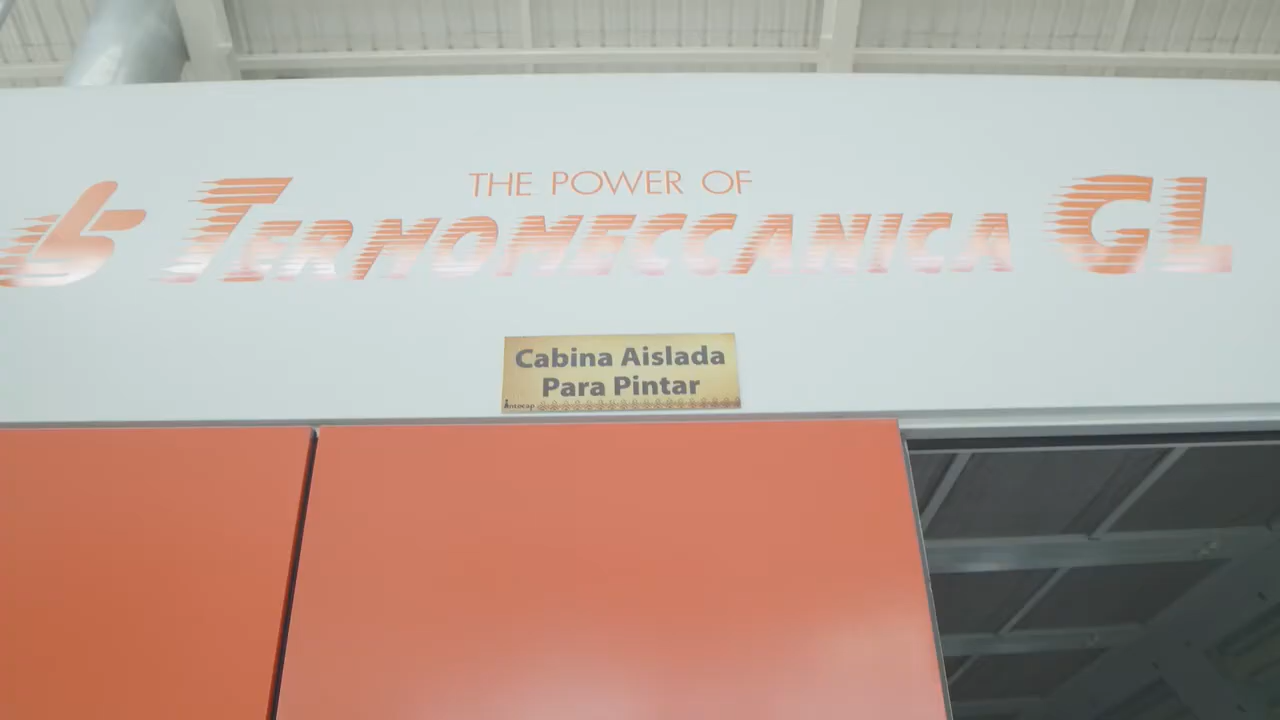 THE POWER OF
TERMOMECCANICA GL
Cabina Aislada
Para Pintar